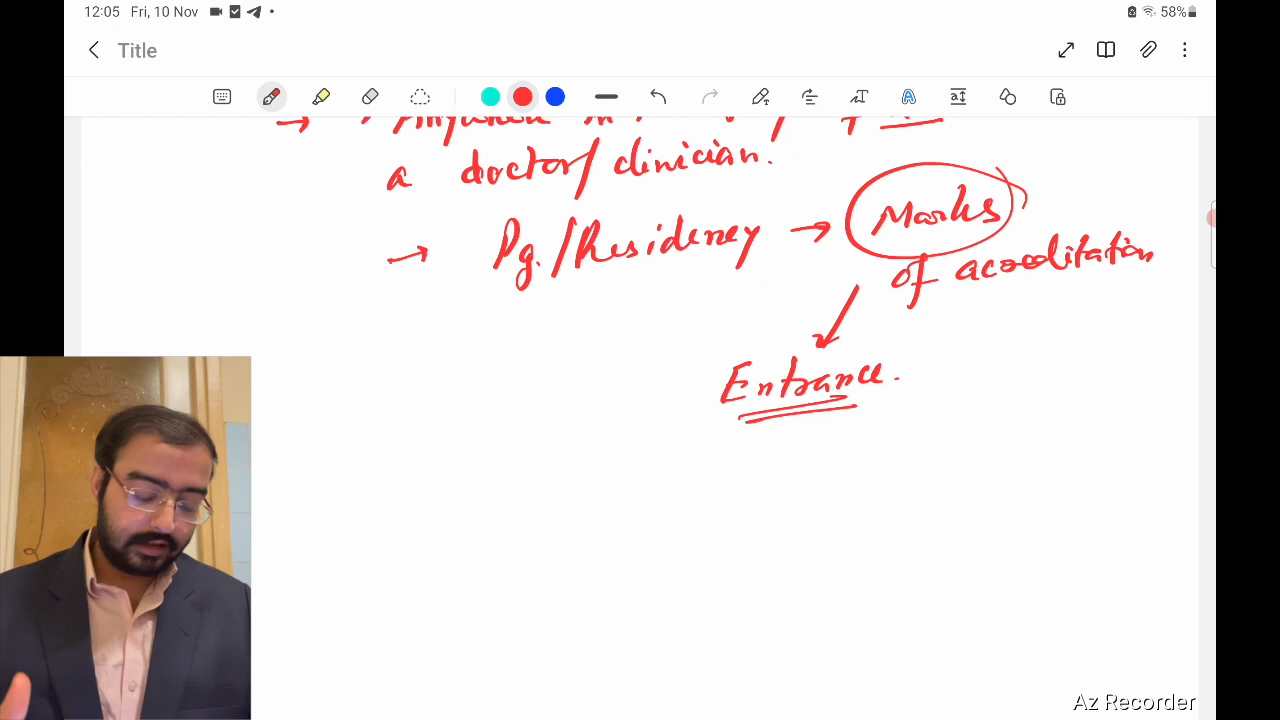 12:05 Fri, 10 Nov
58%
Title
→
a doctor/clinician.
→ Pg./Residency → Marks
of accreditation
Entrance.
Az Recorder